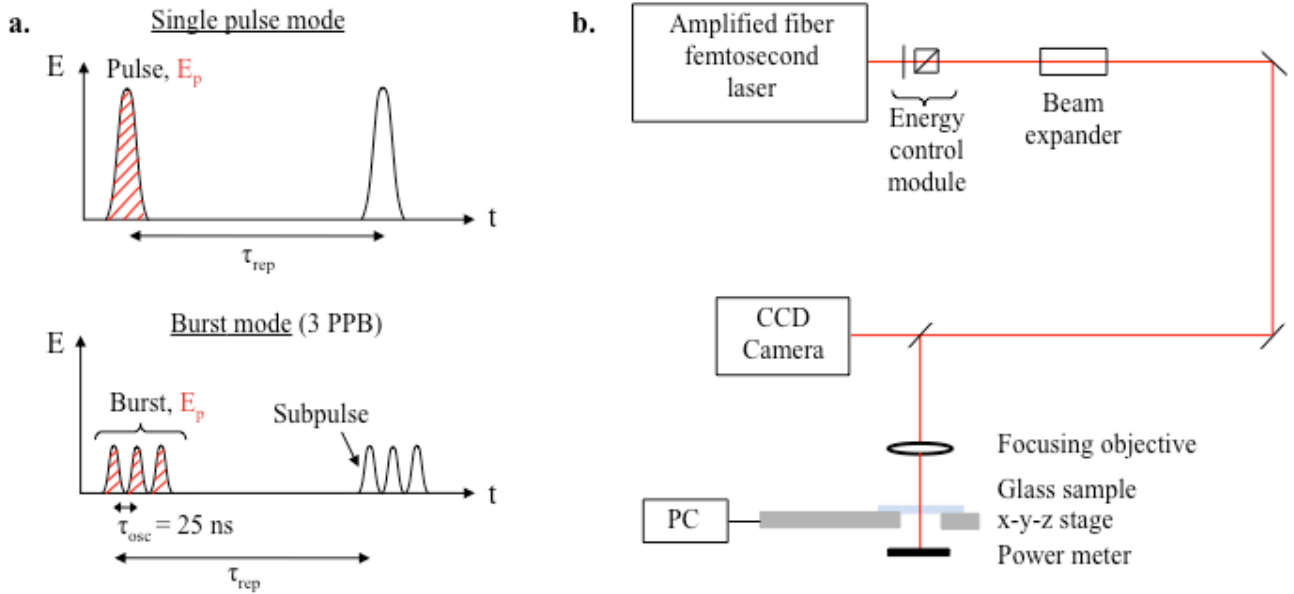 a.
Single pulse mode
E
Pulse, Eₚ
t
τrep
Burst mode (3 PPB)
E
Burst, Eₚ
Subpulse
t
τosc = 25 ns
τrep
b.
Amplified fiber
femtosecond
laser
Energy
control
module
Beam
expander
CCD
Camera
Focusing objective
Glass sample
PC
x-y-z stage
Power meter